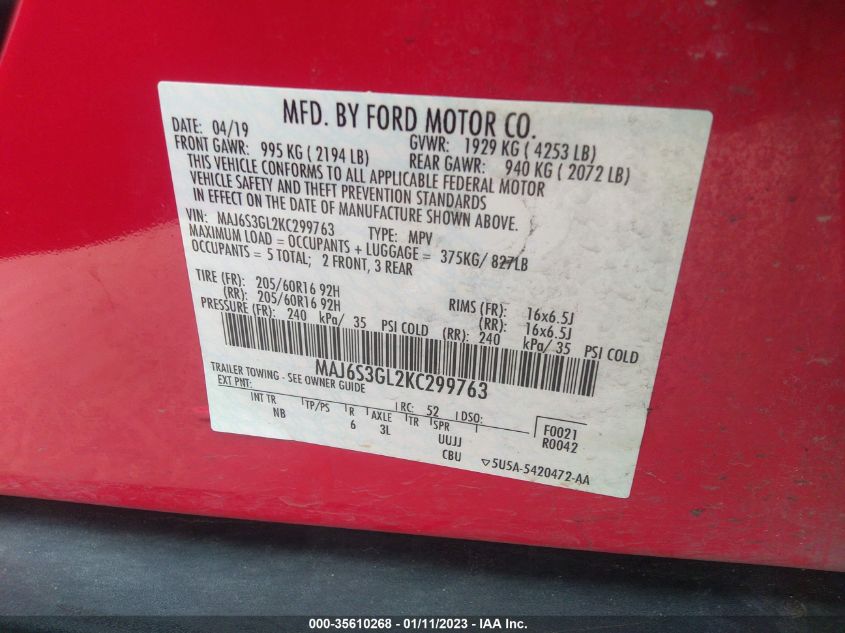 MFD. BY FORD MOTOR CO.
DATE: 04/19 GVWR: 1929 KG ( 4253 LB)
FRONT GAWR: 995 KG ( 2194 LB) REAR GAWR: 940 KG ( 2072 LB)
THIS VEHICLE CONFORMS TO ALL APPLICABLE FEDERAL MOTOR
VEHICLE SAFETY AND THEFT PREVENTION STANDARDS
IN EFFECT ON THE DATE OF MANUFACTURE SHOWN ABOVE.
VIN: MAJ6S3GL2KC299763 TYPE: MPV
MAXIMUM LOAD = OCCUPANTS + LUGGAGE = 375KG/ 827LB
OCCUPANTS = 5 TOTAL; 2 FRONT, 3 REAR
TIRE (FR): 205/60R16 92H RIMS (FR): 16x6.5J
(RR): 205/60R16 92H (RR): 16x6.5J
PRESSURE (FR): 240 kPa/ 35 PSI COLD (RR): 240 kPa/ 35 PSI COLD
MAJ6S3GL2KC299763
TRAILER TOWING - SEE OWNER GUIDE
EXT PNT: RC: 52 DSO:
INT TR TP/PS R AXLE TR SPR F0021
NB 6 3L UUJJ R0042
CBU ▽5U5A-5420472-AA
000-35610268 - 01/11/2023 - IAA Inc.